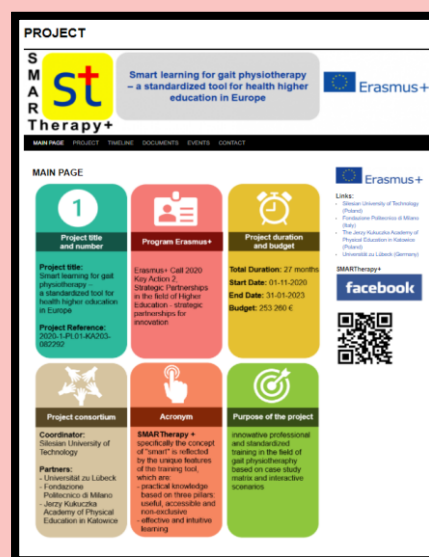 PROJECT
SMARTherapy+
st
Smart learning for gait physiotherapy
– a standardized tool for health higher
education in Europe
Erasmus+
MAIN PAGE PROJECT TIMELINE DOCUMENTS EVENTS CONTACT
MAIN PAGE
1
Project title
and number
Project title:
Smart learning for gait
physiotherapy –
a standardized tool for
health higher education
in Europe
Project Reference:
2020-1-PL01-KA203-
082292
Program Erasmus+
Erasmus+ Call 2020
Key Action 2,
Strategic Partnerships
in the field of Higher
Education - strategic
partnerships for
innovation
Project duration
and budget
Total Duration: 27 months
Start Date: 01-11-2020
End Date: 31-01-2023
Budget: 253 260 €
Project consortium
Coordinator:
Silesian University of
Technology
Partners:
- Universität zu Lübeck
- Fondazione
Politecnico di Milano
- Jerzy Kukuczka
Academy of Physical
Education in Katowice
Acronym
SMARTherapy +
specifically the concept
of "smart" is reflected
by the unique features
of the training tool,
which are:
- practical knowledge
based on three pillars:
useful, accessible and
non-exclusive
- effective and intuitive
learning
Purpose of the project
innovative professional
and standardized
training in the field of
gait physiotheraphy
based on case study
matrix and interactive
scenarios
Erasmus+
Links:
- Silesian University of Technology
(Poland)
- Fondazione Politecnico di Milano
(Italy)
- The Jerzy Kukuczka Academy of
Physical Education in Katowice
(Poland)
- Universität zu Lübeck (Germany)
SMARTherapy+
facebook